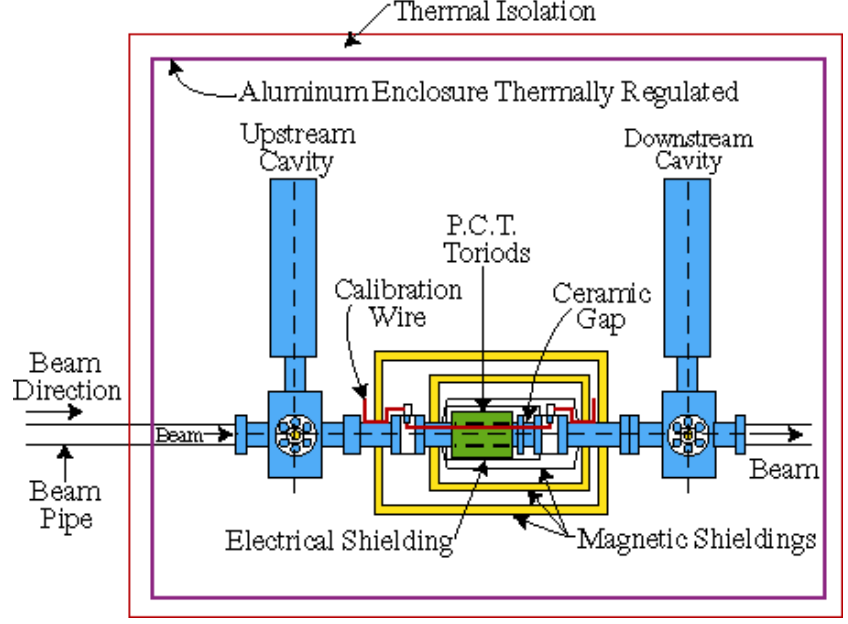 Thermal Isolation
Aluminum Enclosure Thermally Regulated
Upstream
Cavity
Downstream
Cavity
P.C.T.
Toriods
Calibration
Wire
Ceramic
Gap
Beam
Direction
Beam
Beam
Beam
Pipe
Electrical Shielding
Magnetic Shieldings